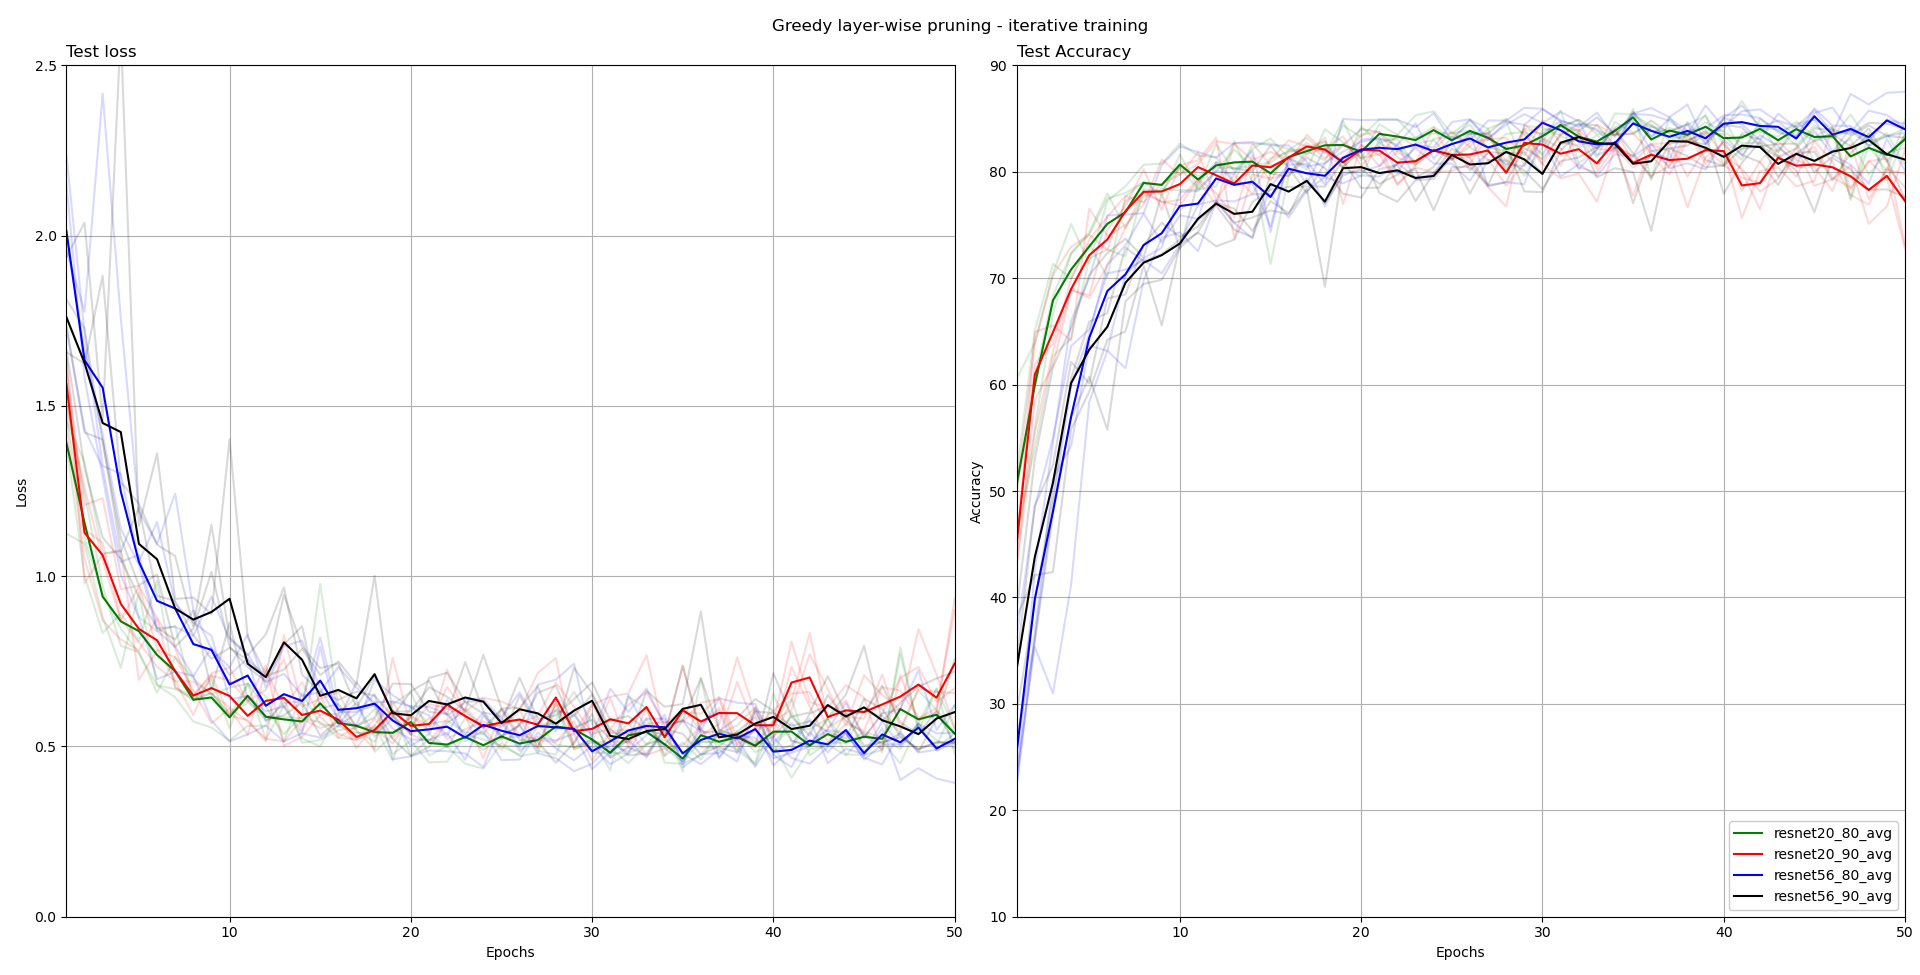 Greedy layer-wise pruning - iterative training
Test loss
2.5
2.0
1.5
1.0
0.5
0.0
Loss
10
20
30
40
50
Epochs
Test Accuracy
90
80
70
60
50
40
30
20
10
Accuracy
10
20
30
40
50
Epochs
resnet20_80_avg
resnet20_90_avg
resnet56_80_avg
resnet56_90_avg